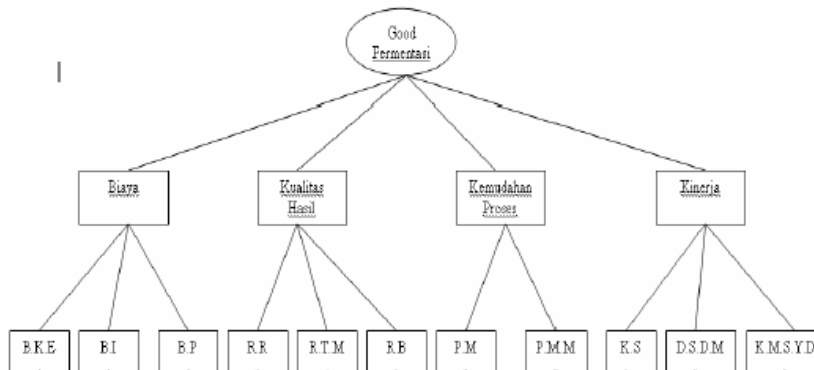 Good
Fermentasi
Biaya
Kualitas
Hasil
Kemudahan
Proses
Kinerja
B.K.E
B.I
B.P
R.R
R.T.M
R.B
P.M
P.M.M
K.S
D.S.D.M
K.M.S.Y.D